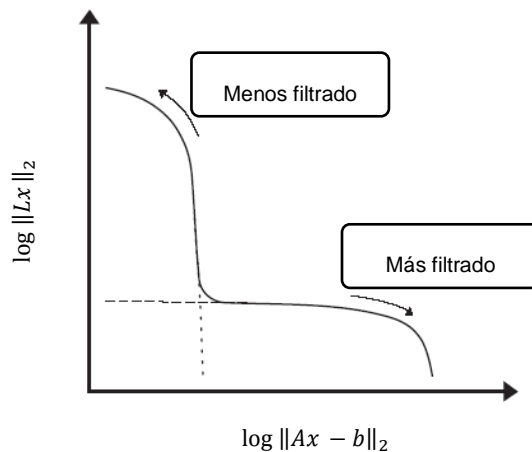 Menos filtrado
log ‖Lx‖₂
Más filtrado
log ‖Ax − b‖₂